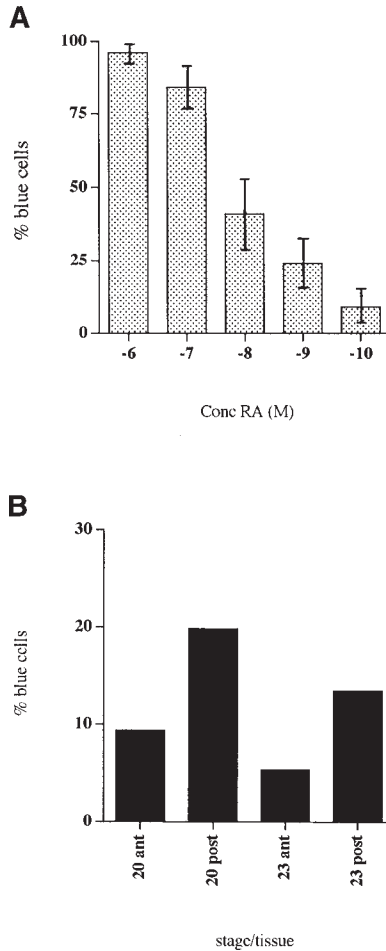 A
100
75
50
25
0
% blue cells
-6 -7 -8 -9 -10
Conc RA (M)
B
30
20
10
0
% blue cells
20 ant 20 post 23 ant 23 post
stage/tissue